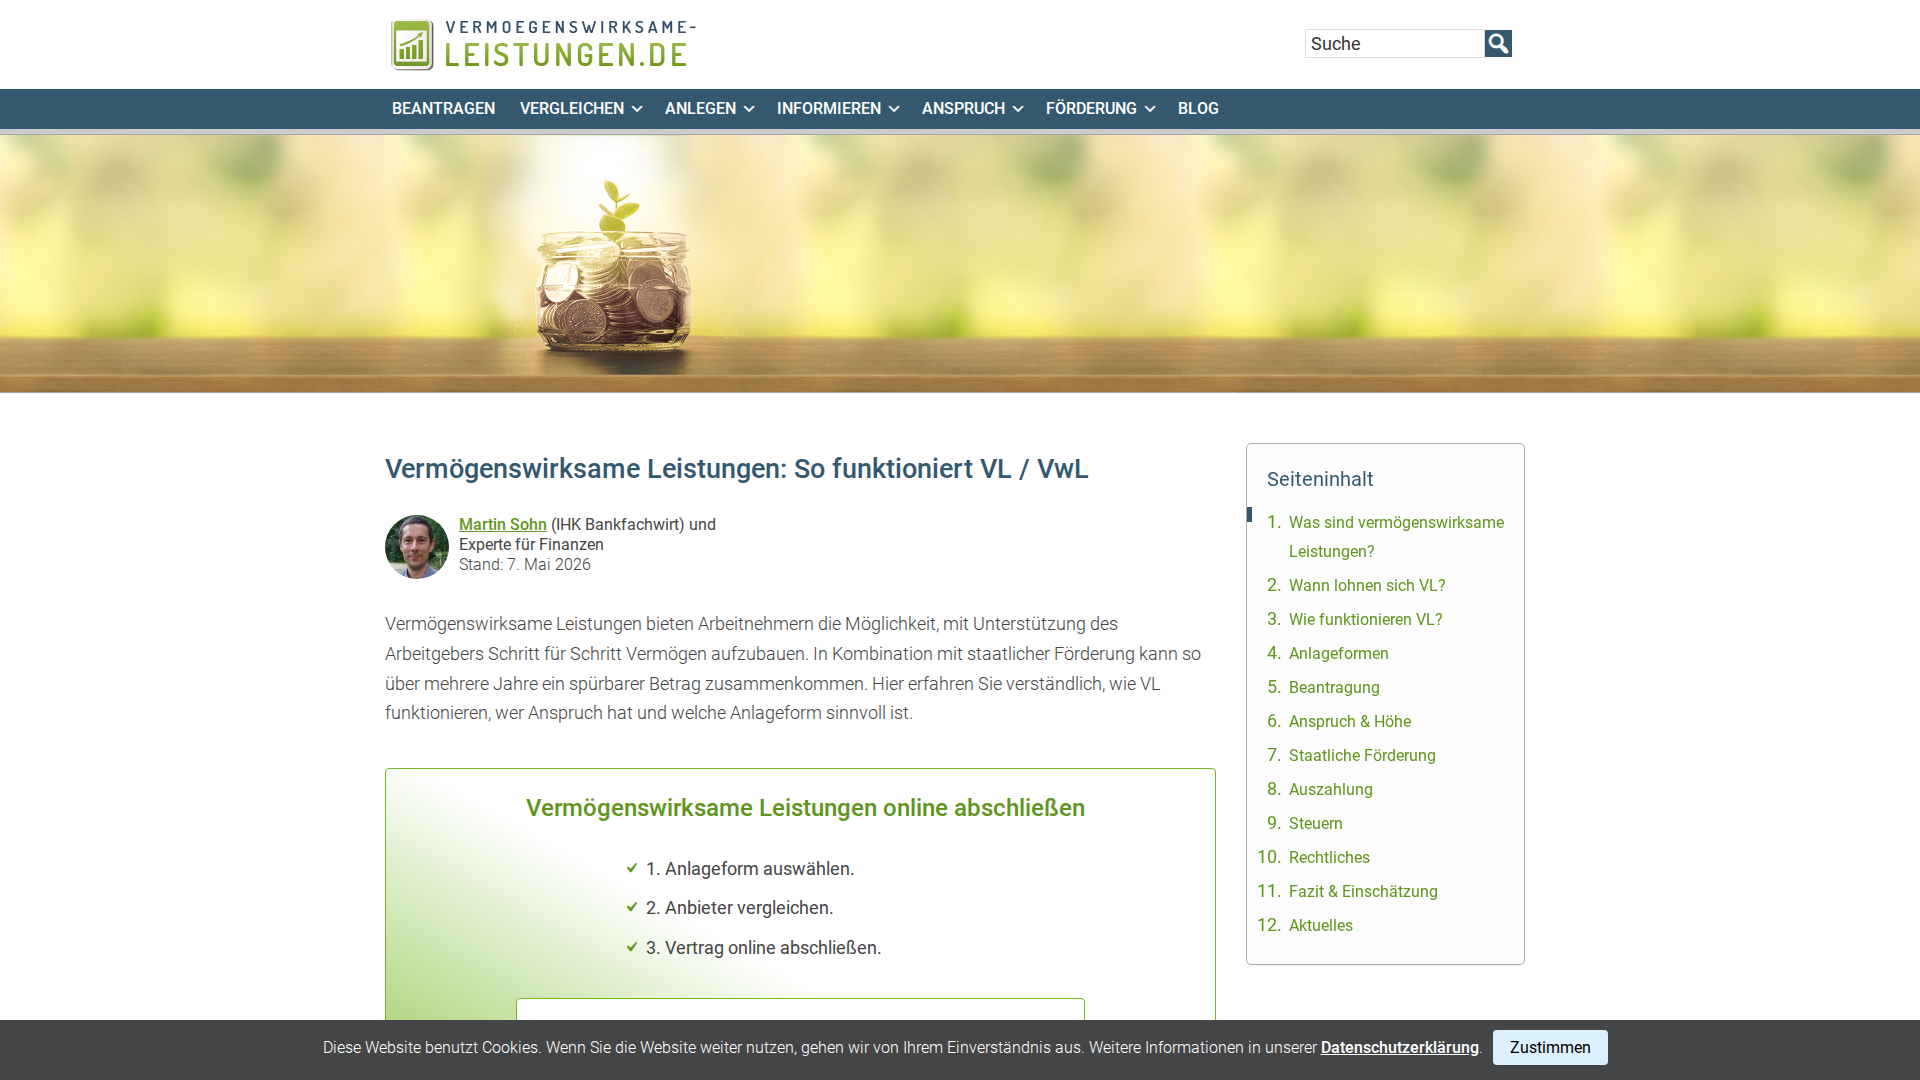 VERMOEGENSWIRKSAME-
LEISTUNGEN.DE
Suche
BEANTRAGEN VERGLEICHEN ANLEGEN INFORMIEREN ANSPRUCH FÖRDERUNG BLOG
Vermögenswirksame Leistungen: So funktioniert VL / VwL
Martin Sohn (IHK Bankfachwirt) und
Experte für Finanzen
Stand: 7. Mai 2026
Vermögenswirksame Leistungen bieten Arbeitnehmern die Möglichkeit, mit Unterstützung des
Arbeitgebers Schritt für Schritt Vermögen aufzubauen. In Kombination mit staatlicher Förderung kann so
über mehrere Jahre ein spürbarer Betrag zusammenkommen. Hier erfahren Sie verständlich, wie VL
funktionieren, wer Anspruch hat und welche Anlageform sinnvoll ist.
Vermögenswirksame Leistungen online abschließen
1. Anlageform auswählen.
2. Anbieter vergleichen.
3. Vertrag online abschließen.
Seiteninhalt
1. Was sind vermögenswirksame
Leistungen?
2. Wann lohnen sich VL?
3. Wie funktionieren VL?
4. Anlageformen
5. Beantragung
6. Anspruch & Höhe
7. Staatliche Förderung
8. Auszahlung
9. Steuern
10. Rechtliches
11. Fazit & Einschätzung
12. Aktuelles
Diese Website benutzt Cookies. Wenn Sie die Website weiter nutzen, gehen wir von Ihrem Einverständnis aus. Weitere Informationen in unserer Datenschutzerklärung. Zustimmen